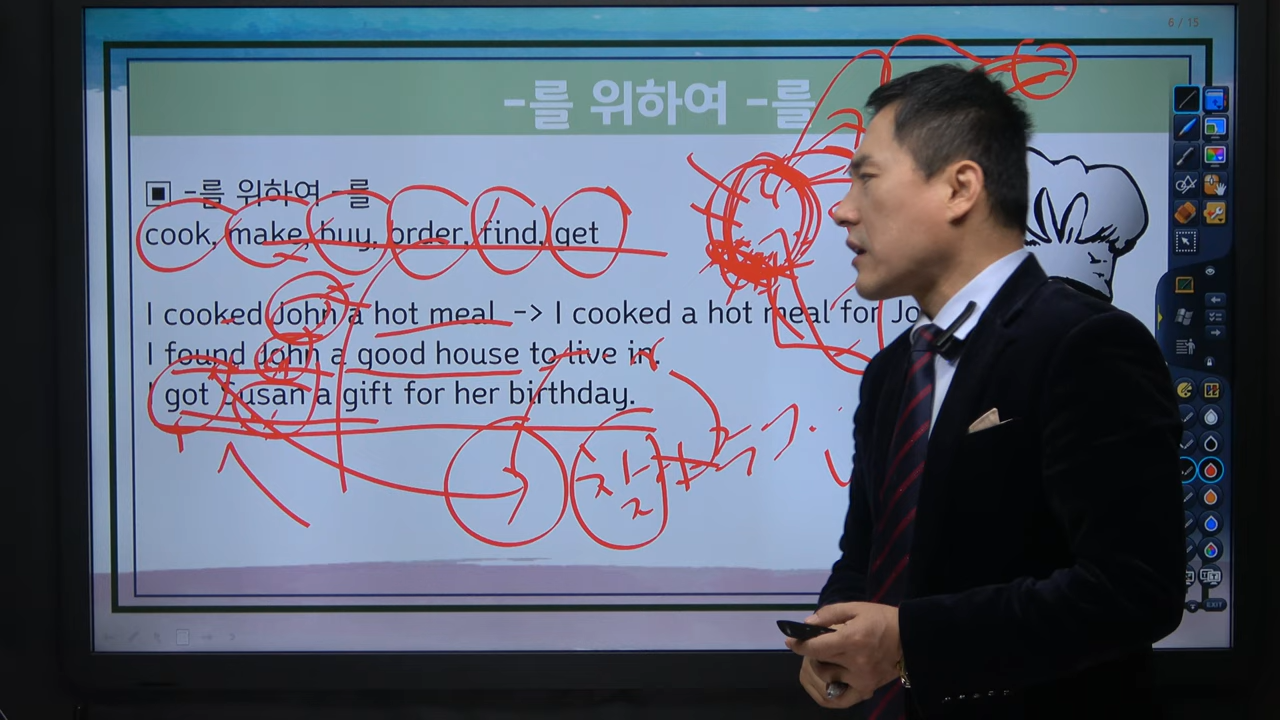 6 / 15
-를 위하여 -를
▣ -를 위하여 -를
cook, make, buy, order, find, get
I cooked John a hot meal -> I cooked a hot meal for Jo
I found John a good house to live in.
I got Susan a gift for her birthday.
EXIT